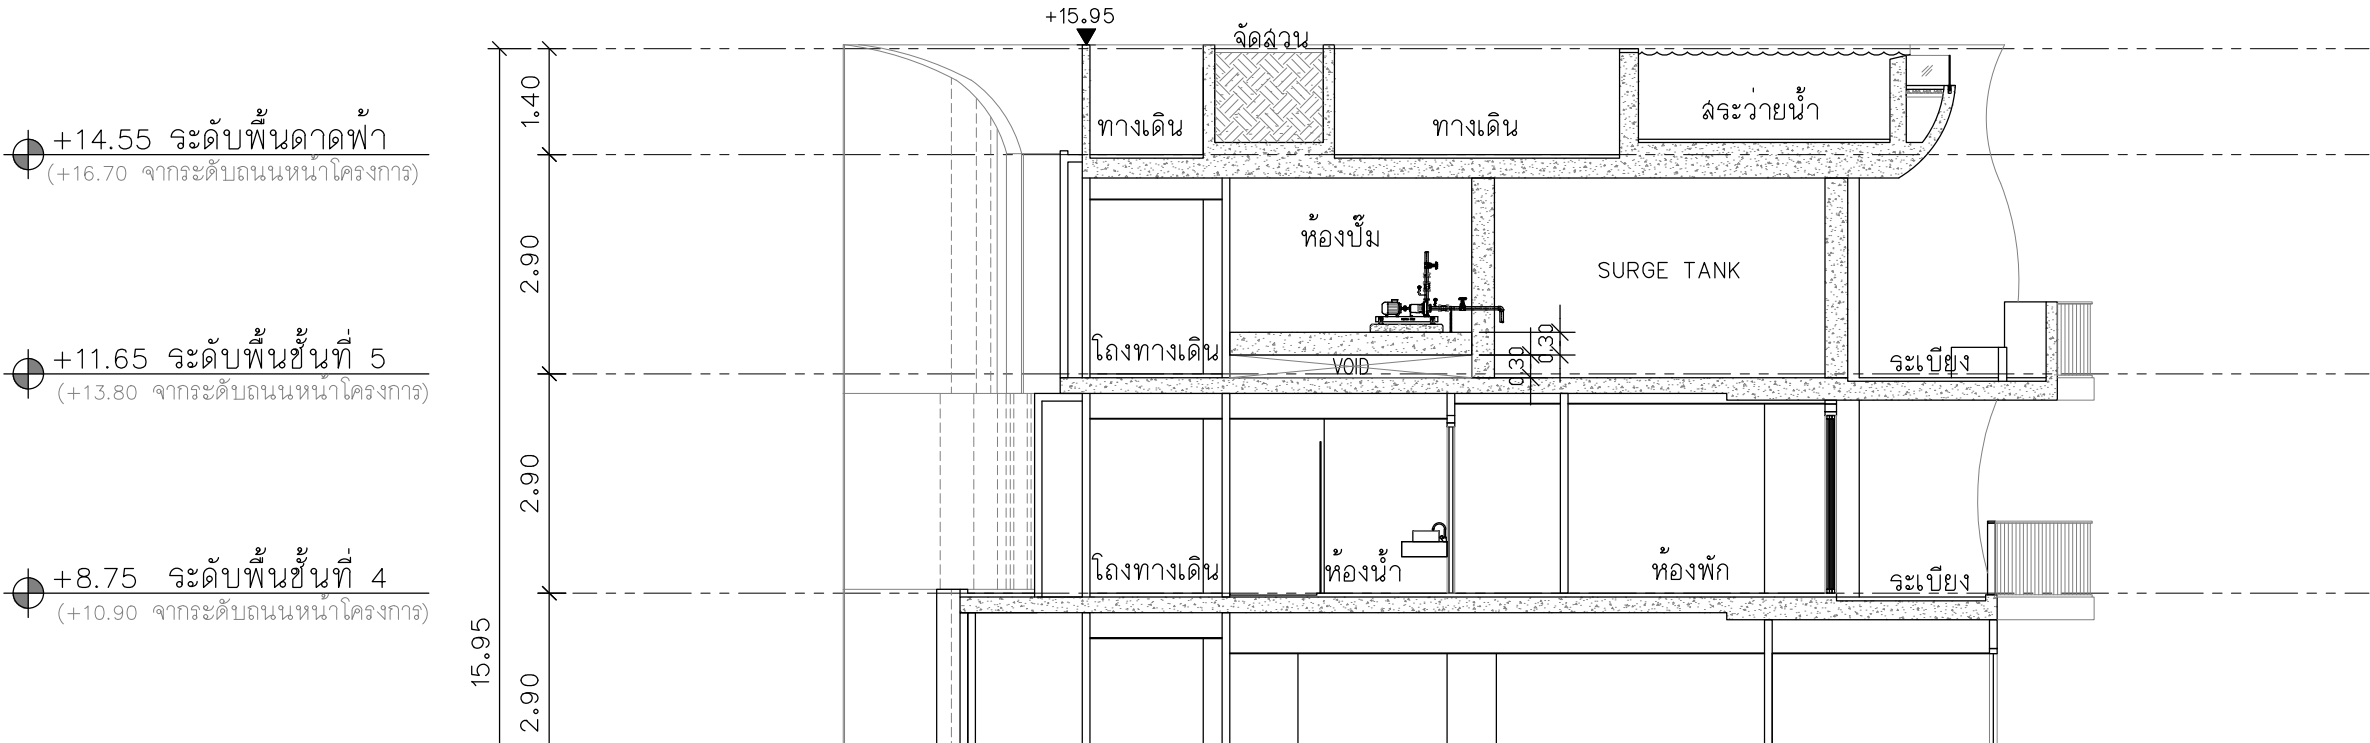 +15.95
จัดสวน
1.40
+14.55 ระดับพื้นดาดฟ้า
(+16.70 จากระดับถนนหน้าโครงการ)
ทางเดิน
ทางเดิน
สระว่ายน้ำ
2.90
ห้องปั๊ม
SURGE TANK
+11.65 ระดับพื้นชั้นที่ 5
(+13.80 จากระดับถนนหน้าโครงการ)
โถงทางเดิน
VOID
0.30
0.30
ระเบียง
2.90
+8.75 ระดับพื้นชั้นที่ 4
(+10.90 จากระดับถนนหน้าโครงการ)
โถงทางเดิน
ห้องน้ำ
ห้องพัก
ระเบียง
15.95
2.90